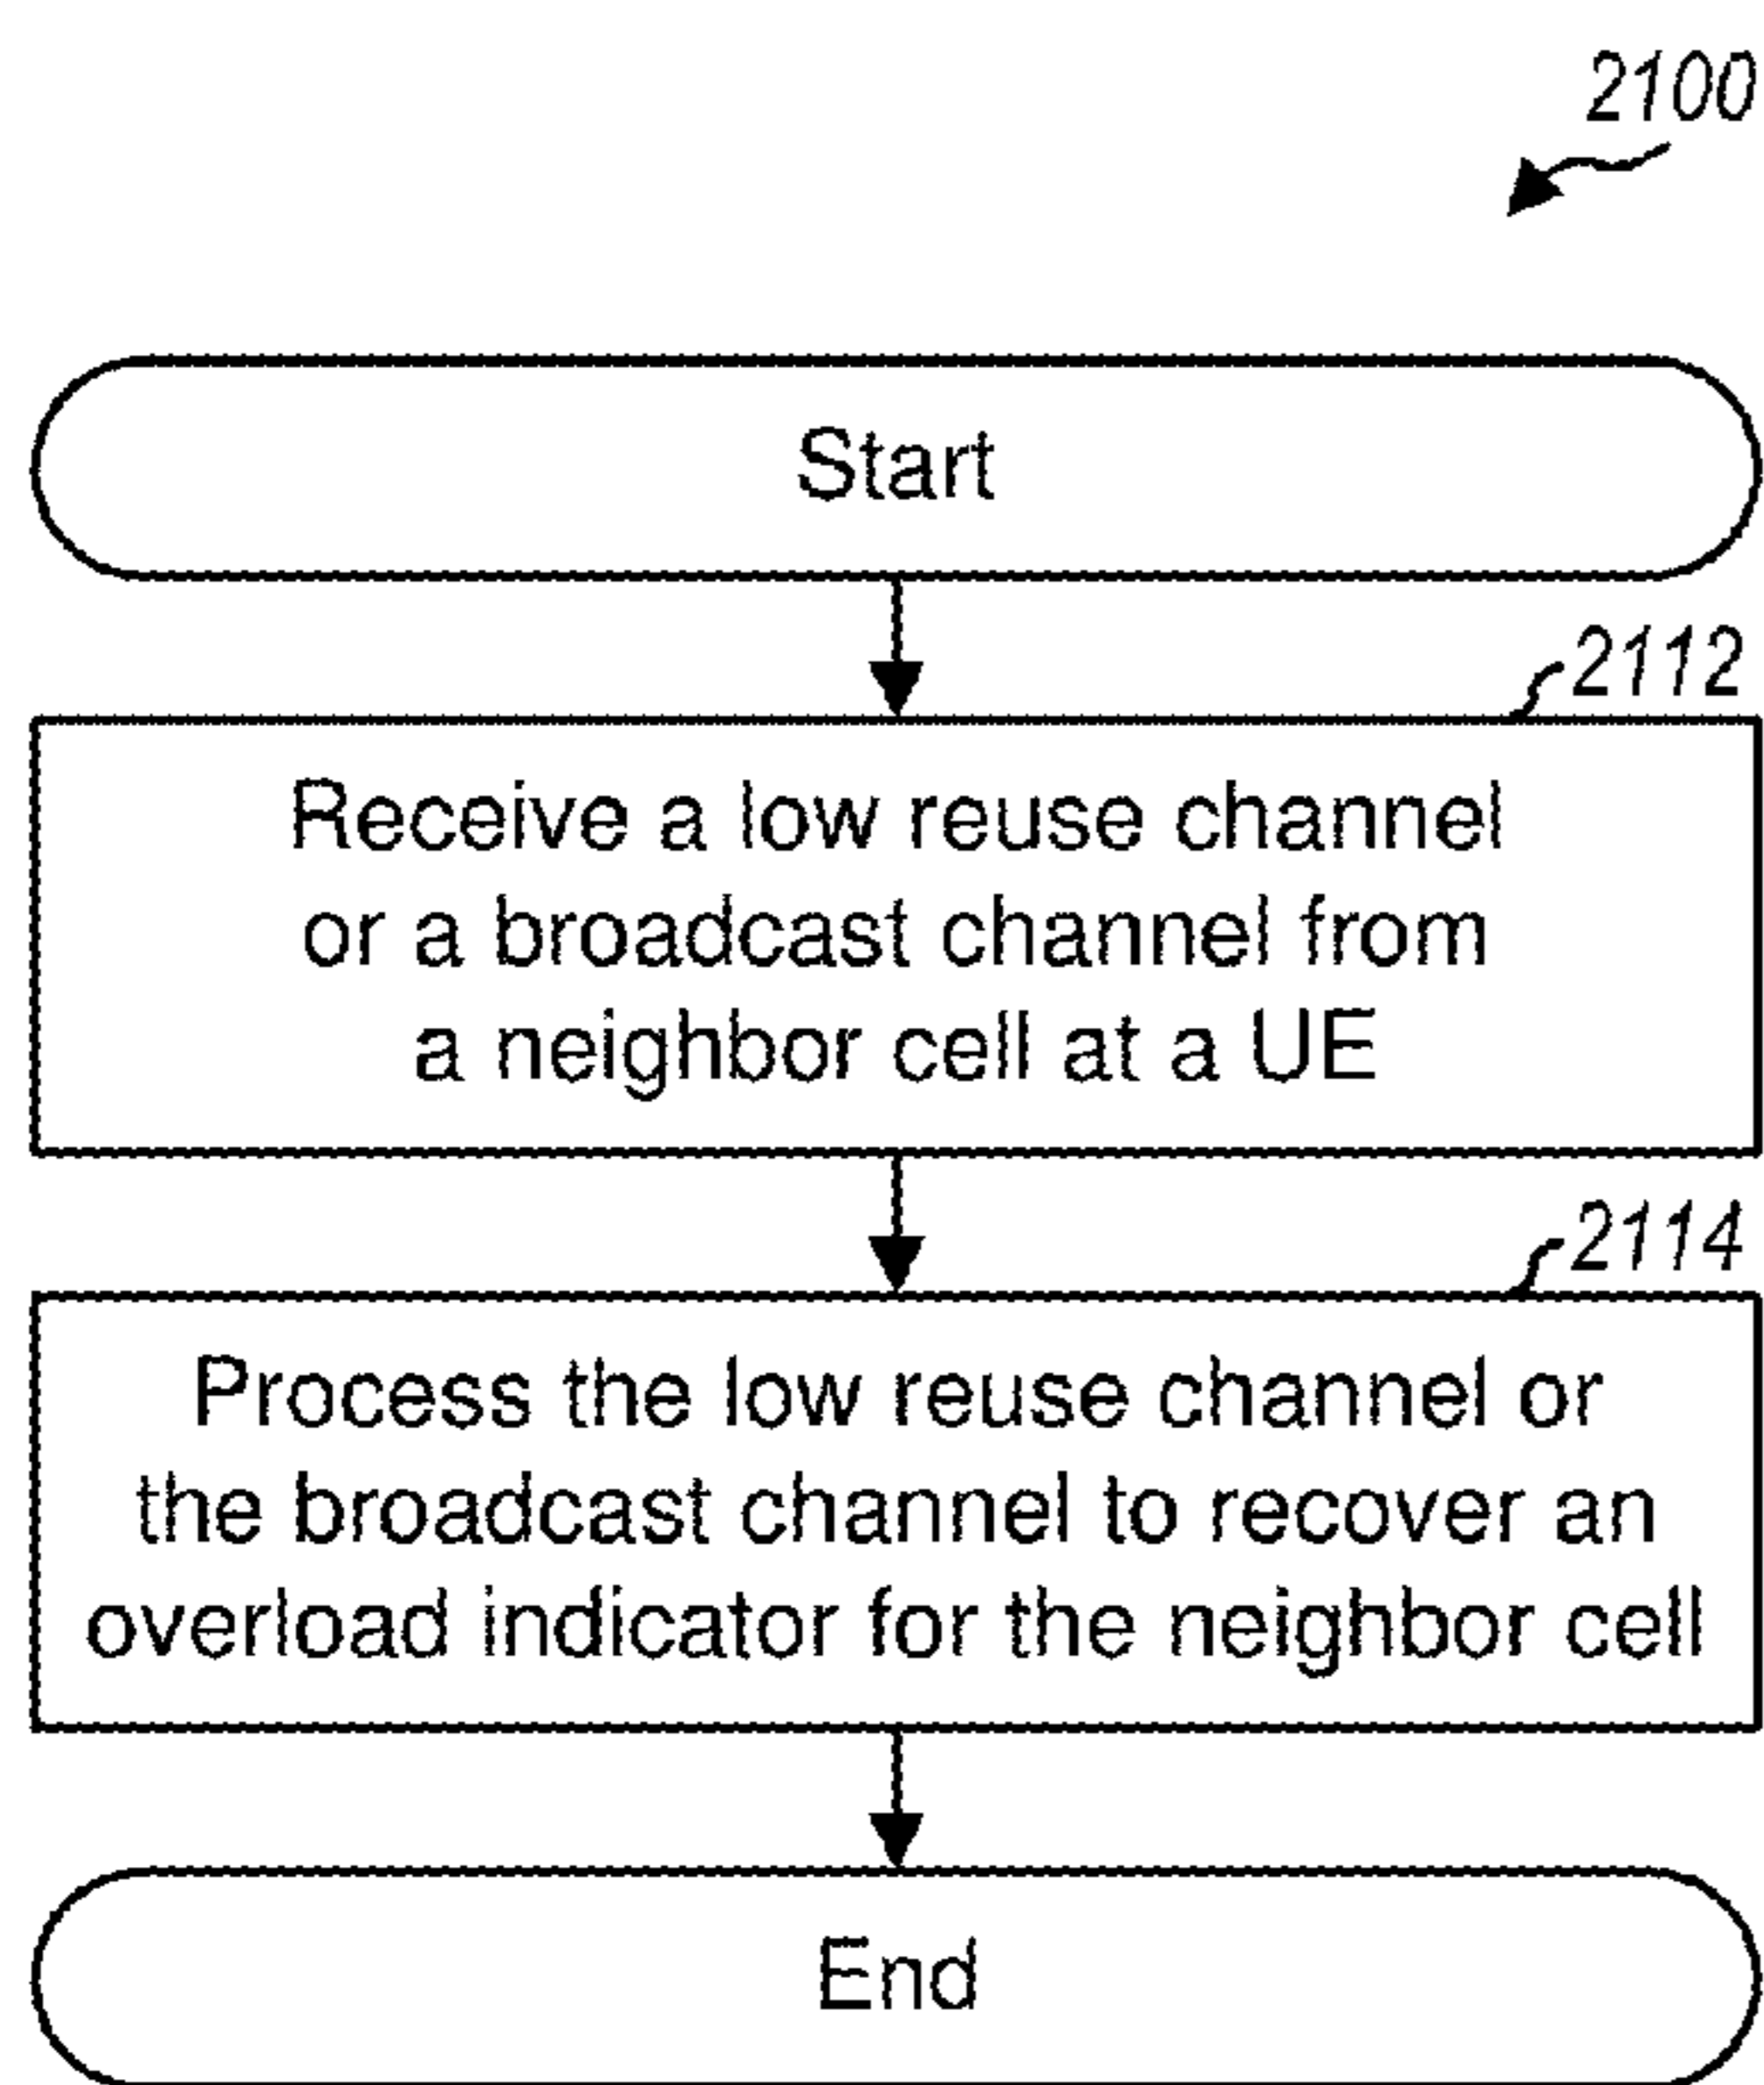 2100
Start
2112
Receive a low reuse channel
or a broadcast channel from
a neighbor cell at a UE
2114
Process the low reuse channel or
the broadcast channel to recover an
overload indicator for the neighbor cell
End